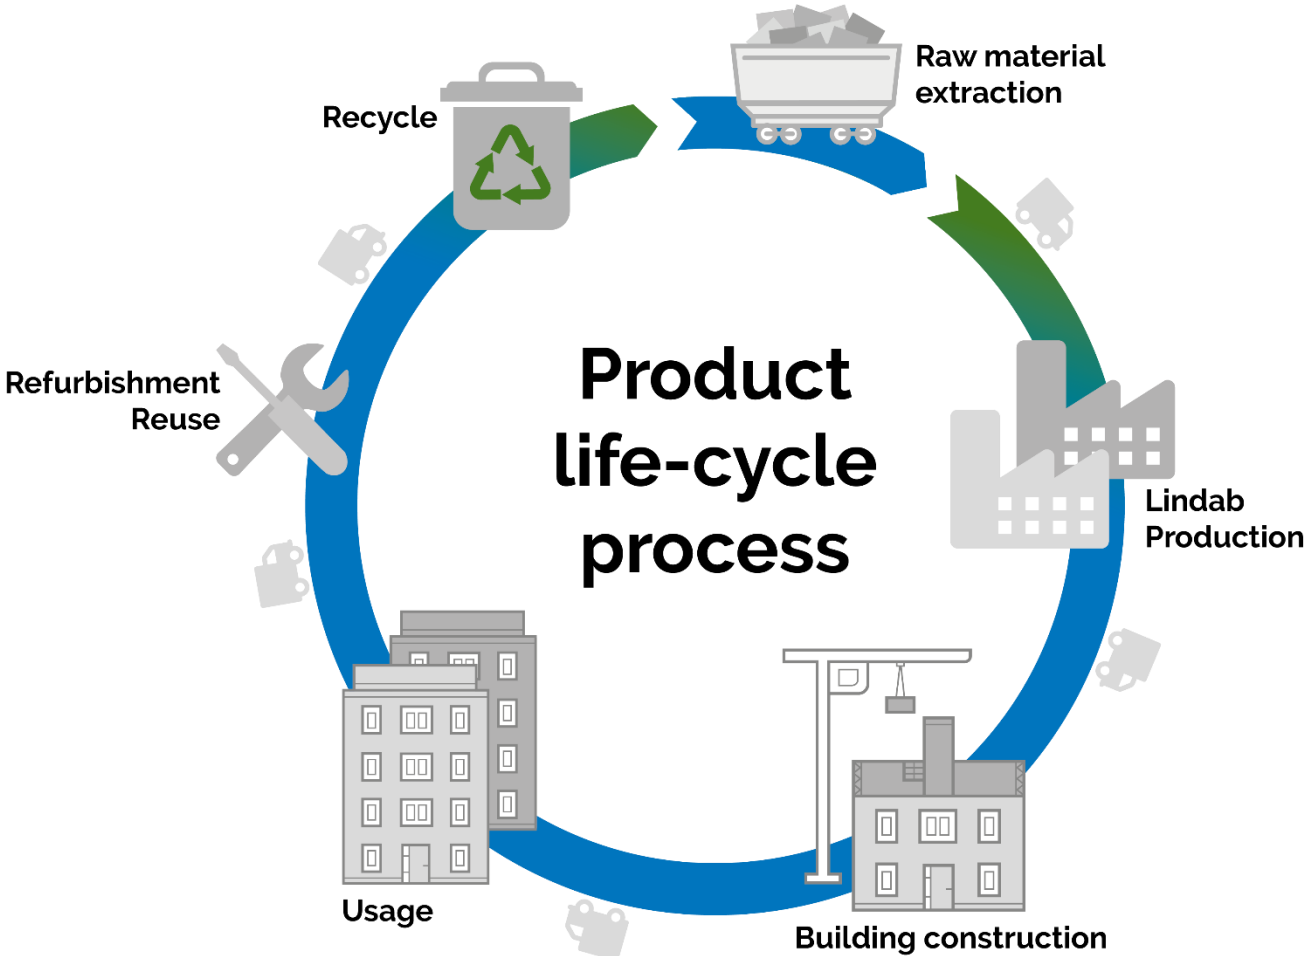 Product
life-cycle
process
Raw material
extraction
Lindab
Production
Building construction
Usage
Refurbishment
Reuse
Recycle